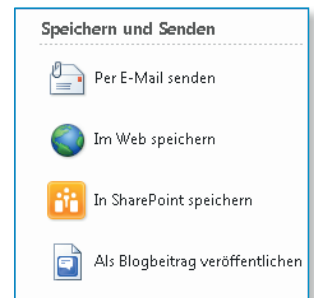 Speichern und Senden
Per E-Mail senden
Im Web speichern
In SharePoint speichern
Als Blogbeitrag veröffentlichen